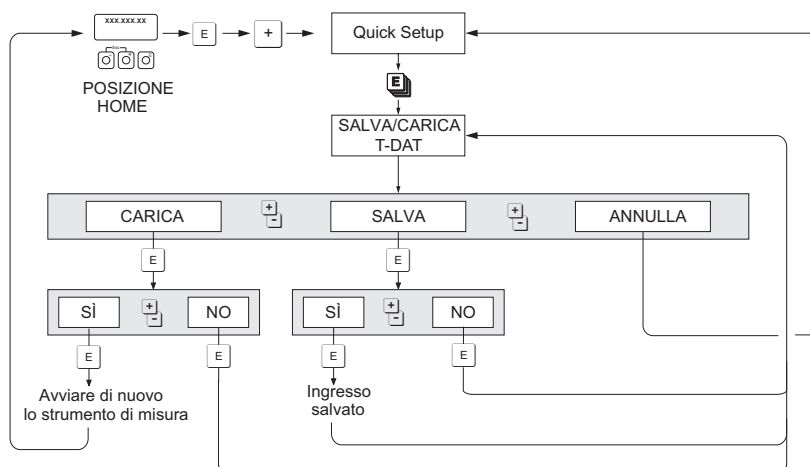 xxx.xxx.xx
E
+
Quick Setup
Esc
- + E
POSIZIONE
HOME
E
SALVA/CARICA
T-DAT
CARICA
+
-
SALVA
+
-
ANNULLA
E
E
SÌ
+
-
NO
SÌ
+
-
NO
E
E
E
E
Avviare di nuovo
lo strumento di misura
Ingresso
salvato